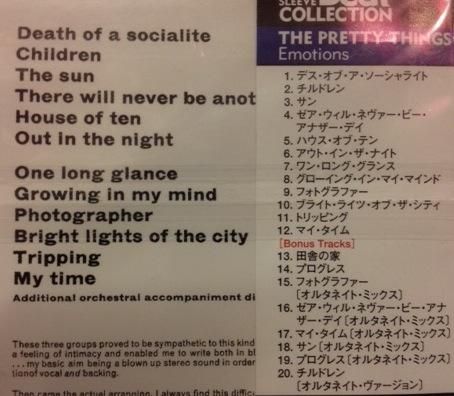 Death of a socialite
Children
The sun
There will never be anot
House of ten
Out in the night
One long glance
Growing in my mind
Photographer
Bright lights of the city
Tripping
My time
Additional orchestral accompaniment di
These three groups proved to be sympathetic to this kind
a feeling of intimacy and enabled me to write both in bl
. . . my basic aim being a blown up stereo sound in order
tion of vocal and backing.
Then came the actual arranging. I always find this diffic
SLEEVE
COLLECTION
THE PRETTY THINGS
Emotions
1. デス・オブ・ア・ソーシャライト
2. チルドレン
3. サン
4. ゼア・ウィル・ネヴァー・ビー・
アナザー・デイ
5. ハウス・オブ・テン
6. アウト・イン・ザ・ナイト
7. ワン・ロング・グランス
8. グローイング・イン・マイ・マインド
9. フォトグラファー
10. ブライト・ライツ・オブ・ザ・シティ
11. トリッピング
12. マイ・タイム
[Bonus Tracks]
13. 田舎の家
14. プログレス
15. フォトグラファー
[オルタネイト・ミックス]
16. ゼア・ウィル・ネヴァー・ビー・アナ
ザー・デイ[オルタネイト・ミックス]
17. マイ・タイム[オルタネイト・ミックス]
18. サン[オルタネイト・ミックス]
19. プログレス[オルタネイト・ミックス]
20. チルドレン
[オルタネイト・ヴァージョン]